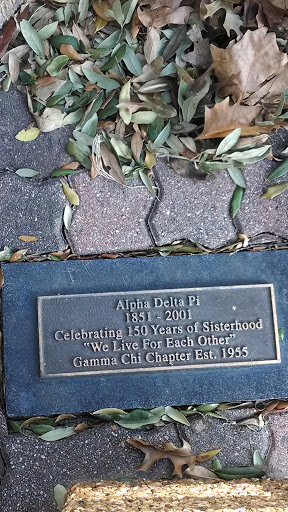 Alpha Delta Pi
1851 - 2001
Celebrating 150 Years of Sisterhood
"We Live For Each Other"
Gamma Chi Chapter Est. 1955